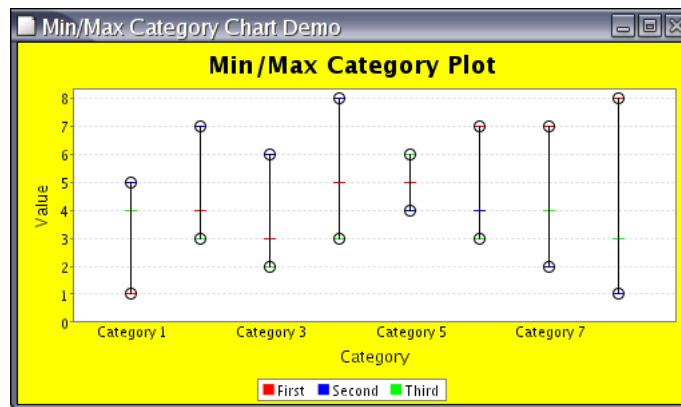 Min/Max Category Chart Demo
Min/Max Category Plot
8
7
6
5
4
3
2
1
0
Value
Category 1 Category 3 Category 5 Category 7
Category
First Second Third